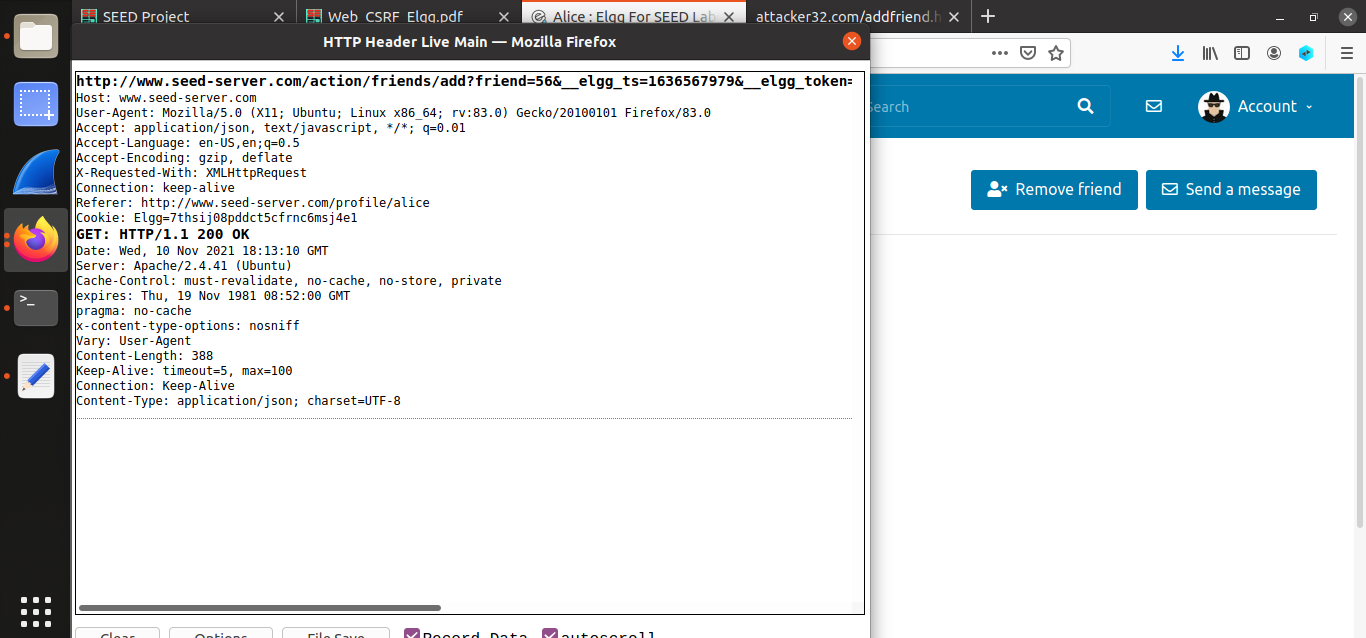 SEED Project
Web_CSRF_Elgg.pdf
Alice : Elgg For SEED Lab
attacker32.com/addfriend.h
HTTP Header Live Main — Mozilla Firefox
http://www.seed-server.com/action/friends/add?friend=56&__elgg_ts=1636567979&__elgg_token=
Host: www.seed-server.com
User-Agent: Mozilla/5.0 (X11; Ubuntu; Linux x86_64; rv:83.0) Gecko/20100101 Firefox/83.0
Accept: application/json, text/javascript, */*; q=0.01
Accept-Language: en-US,en;q=0.5
Accept-Encoding: gzip, deflate
X-Requested-With: XMLHttpRequest
Connection: keep-alive
Referer: http://www.seed-server.com/profile/alice
Cookie: Elgg=7thsij08pddct5cfrnc6msj4e1
GET: HTTP/1.1 200 OK
Date: Wed, 10 Nov 2021 18:13:10 GMT
Server: Apache/2.4.41 (Ubuntu)
Cache-Control: must-revalidate, no-cache, no-store, private
expires: Thu, 19 Nov 1981 08:52:00 GMT
pragma: no-cache
x-content-type-options: nosniff
Vary: User-Agent
Content-Length: 388
Keep-Alive: timeout=5, max=100
Connection: Keep-Alive
Content-Type: application/json; charset=UTF-8
Search
Account
Remove friend
Send a message
Clear
Options
File Save
Record Data
autoscroll